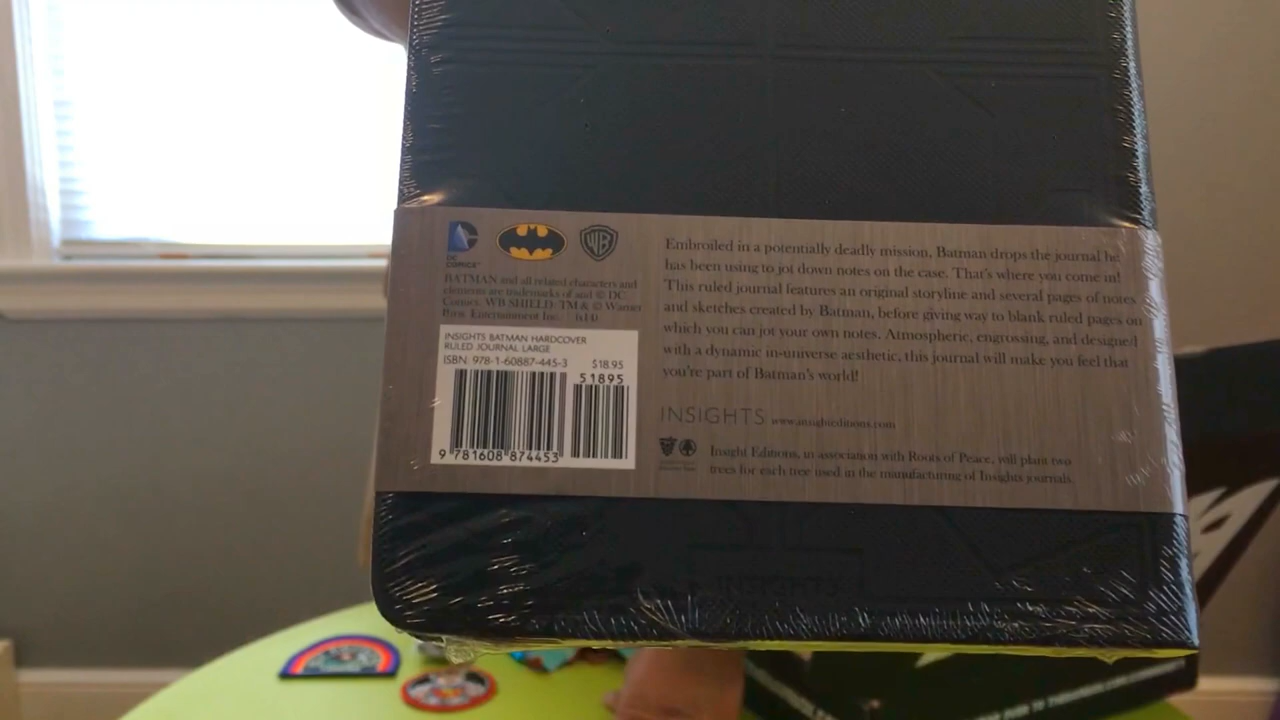 DC
COMICS™
WB
BATMAN and all related characters and
elements are trademarks of and © DC
Comics. WB SHIELD: TM & © Warner
Bros. Entertainment Inc.
INSIGHTS BATMAN HARDCOVER
RULED JOURNAL LARGE
ISBN: 978-1-60887-445-3 $18.95
51895
9 781608 874453
Embroiled in a potentially deadly mission, Batman drops the journal he
has been using to jot down notes on the case. That's where you come in!
This ruled journal features an original storyline and several pages of notes
and sketches created by Batman, before giving way to blank ruled pages on
which you can jot your own notes. Atmospheric, engrossing, and designed
with a dynamic in-universe aesthetic, this journal will make you feel that
you're part of Batman's world!
INSIGHTS www.insighteditions.com
Insight Editions, in association with Roots of Peace, will plant two
trees for each tree used in the manufacturing of Insights journals.
INSIGHTS